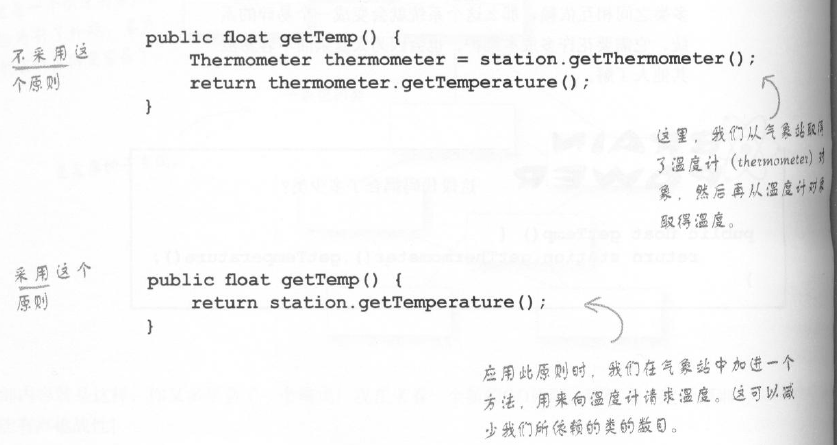 不采用这
个原则
public float getTemp() {
Thermometer thermometer = station.getThermometer();
return thermometer.getTemperature();
}
这里，我们从气象站取得
了温度计（thermometer）对
象，然后再从温度计对象
取得温度。
采用这个
原则
public float getTemp() {
return station.getTemperature();
}
应用此原则时，我们在气象站中加进一个
方法，用来向温度计请求温度。这可以减
少我们所依赖的类的数目。